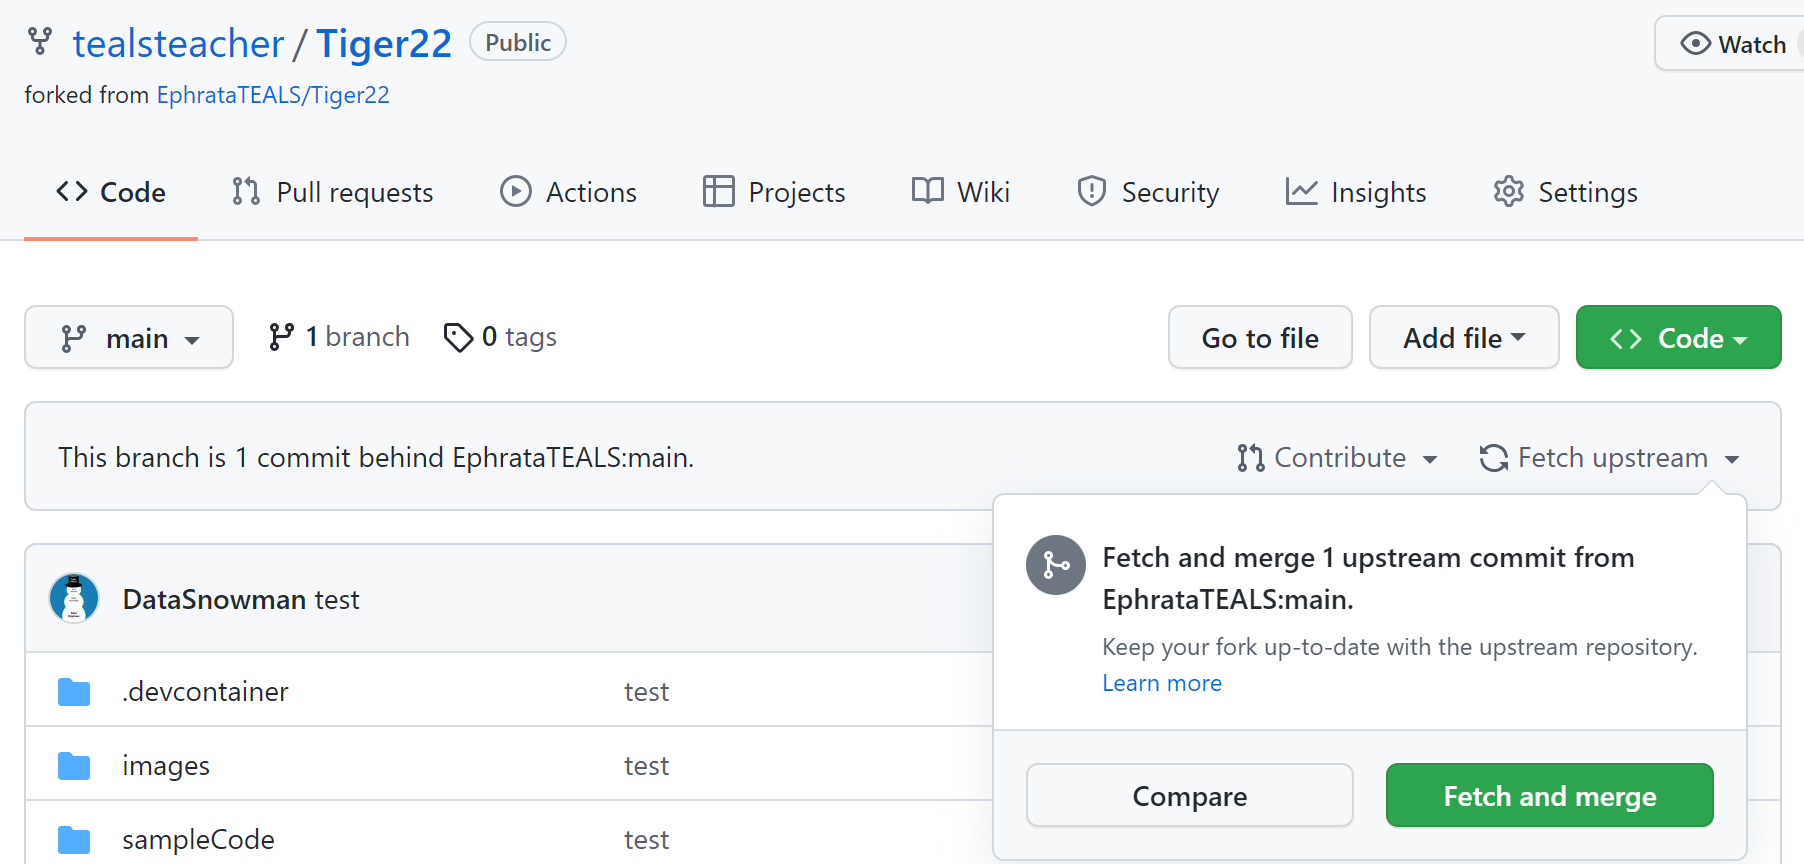 tealsteacher / Tiger22 Public
Watch
forked from EphrataTEALS/Tiger22
Code Pull requests Actions Projects Wiki Security Insights Settings
main 1 branch 0 tags Go to file Add file Code
This branch is 1 commit behind EphrataTEALS:main. Contribute Fetch upstream
Fetch and merge 1 upstream commit from
EphrataTEALS:main.
Keep your fork up-to-date with the upstream repository.
Learn more
Compare Fetch and merge
DataSnowman test
.devcontainer test
images test
sampleCode test